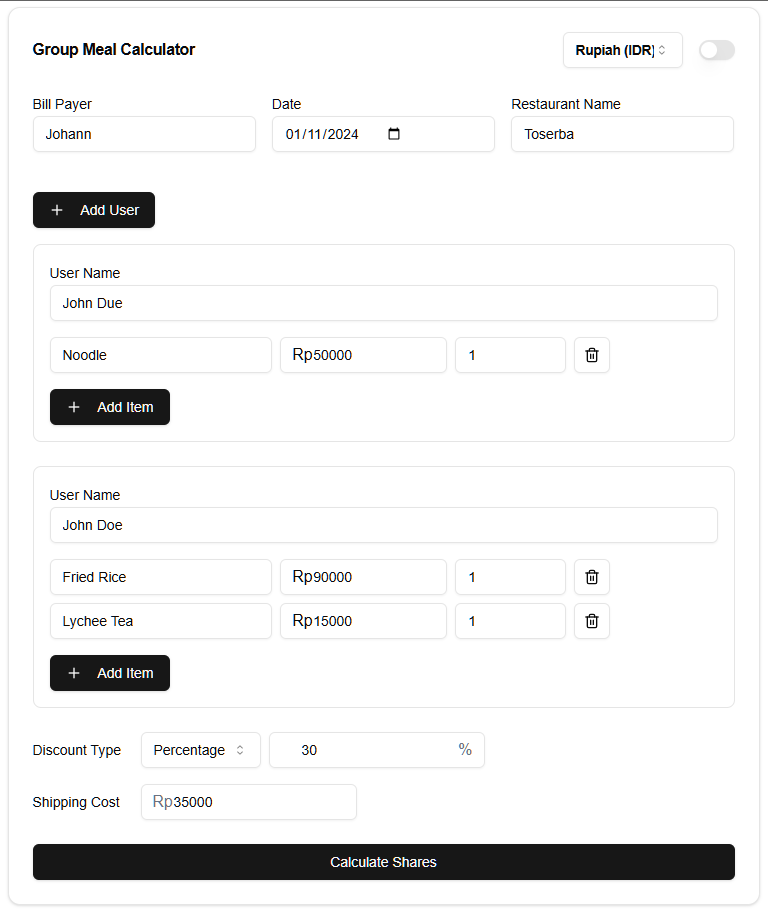 Group Meal Calculator Rupiah (IDR)
Bill Payer Date Restaurant Name
Johann 01/11/2024 Toserba
+ Add User
User Name
John Due
Noodle Rp50000 1
+ Add Item
User Name
John Doe
Fried Rice Rp90000 1
Lychee Tea Rp15000 1
+ Add Item
Discount Type Percentage 30 %
Shipping Cost Rp35000
Calculate Shares